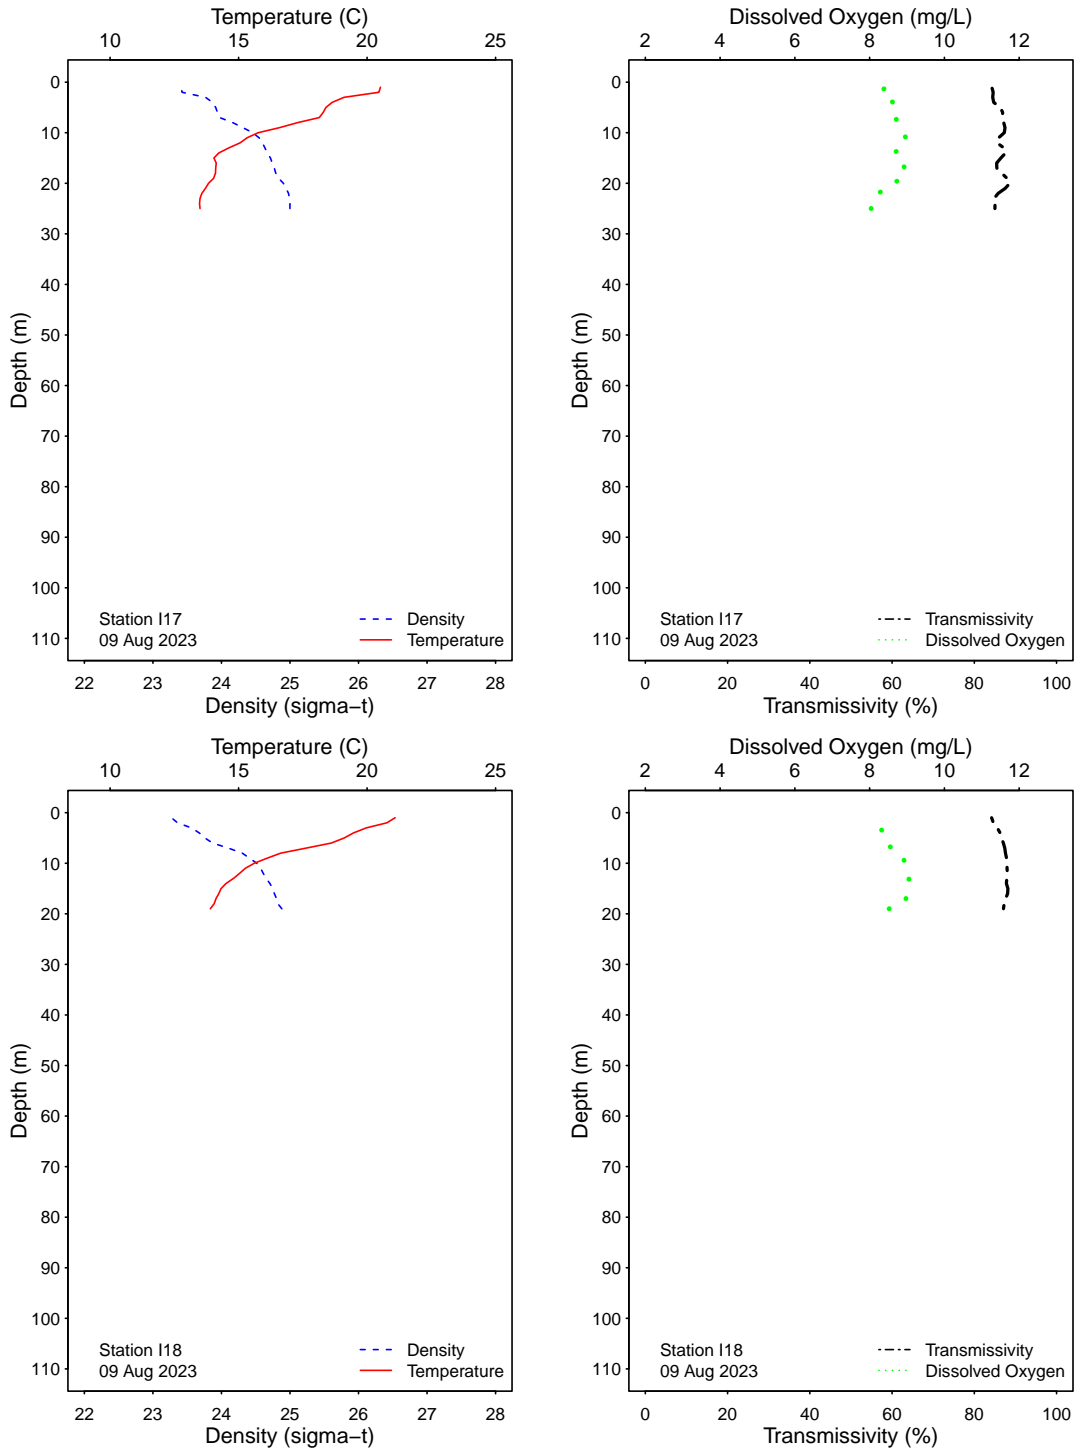 Temperature (C)
10 15 20 25
0
10
20
30
40
50
60
70
80
90
100
110
Depth (m)
Station I17
09 Aug 2023
Density
Temperature
22 23 24 25 26 27 28
Density (sigma−t)
Dissolved Oxygen (mg/L)
2 4 6 8 10 12
0
10
20
30
40
50
60
70
80
90
100
110
Depth (m)
Station I17
09 Aug 2023
Transmissivity
Dissolved Oxygen
0 20 40 60 80 100
Transmissivity (%)
Temperature (C)
10 15 20 25
0
10
20
30
40
50
60
70
80
90
100
110
Depth (m)
Station I18
09 Aug 2023
Density
Temperature
22 23 24 25 26 27 28
Density (sigma−t)
Dissolved Oxygen (mg/L)
2 4 6 8 10 12
0
10
20
30
40
50
60
70
80
90
100
110
Depth (m)
Station I18
09 Aug 2023
Transmissivity
Dissolved Oxygen
0 20 40 60 80 100
Transmissivity (%)